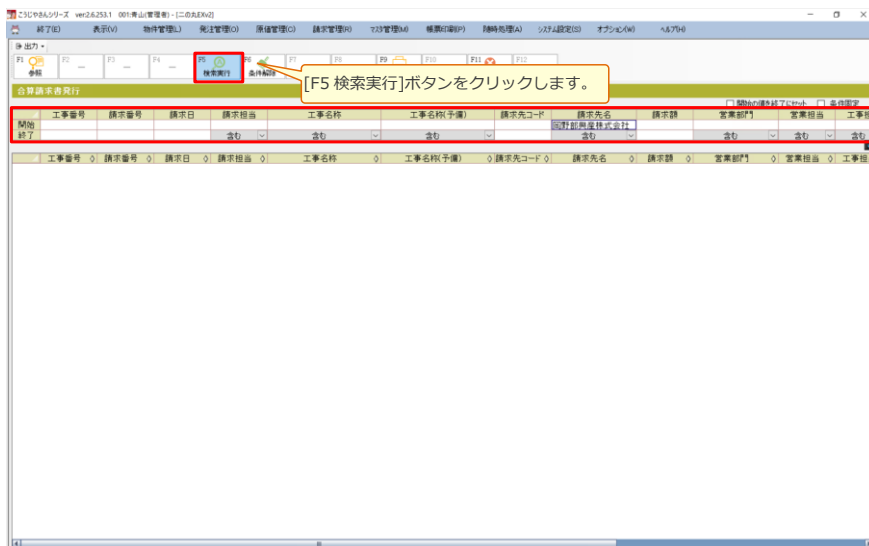 こうじやさんシリーズ ver.2.6.253.1 001:青山(管理者) - [二の丸EXv2]
終了(E) 表示(V) 物件管理(L) 発注管理(O) 原価管理(C) 請求管理(R) マスタ管理(M) 帳票印刷(P) 随時処理(A) システム設定(S) オプション(W) ヘルプ(H)
出力
F1 F2 F3 F4 F5 F6 F7 F8 F9 F10 F11 F12
参照 検索実行 条件解除
[F5 検索実行]ボタンをクリックします。
合算請求書発行
開始の値を終了にセット 条件固定
工事番号 請求番号 請求日 請求担当 工事名称 工事名称(予備) 請求先コード 請求先名 請求額 営業部門 営業担当 工事担
開始 野部興産株式会社
終了 含む 含む 含む 含む 含む 含む 含む
工事番号 請求番号 請求日 請求担当 工事名称 工事名称(予備) 請求先コード 請求先名 請求額 営業部門 営業担当 工事担